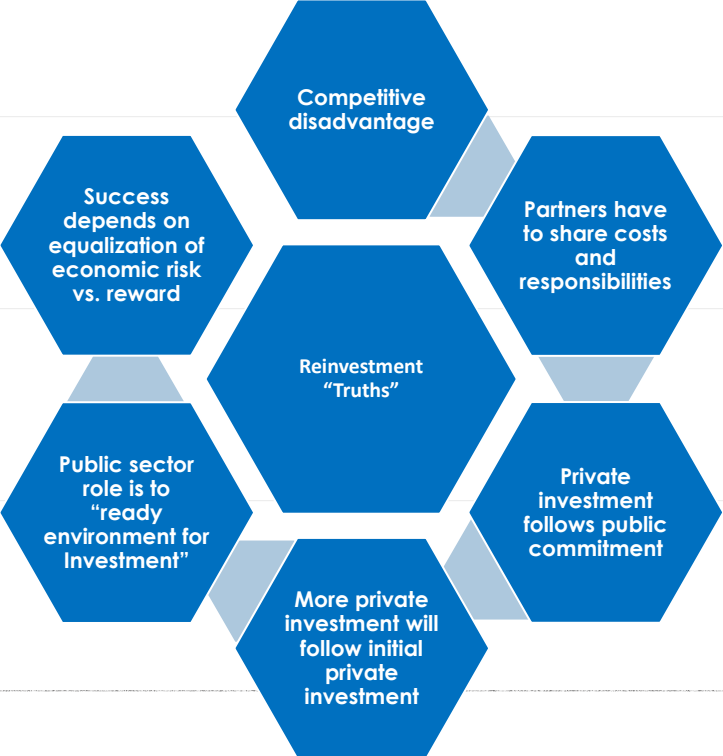 Competitive
disadvantage
Partners have
to share costs
and
responsibilities
Private
investment
follows public
commitment
More private
investment will
follow initial
private
investment
Public sector
role is to
“ready
environment for
Investment”
Success
depends on
equalization of
economic risk
vs. reward
Reinvestment
“Truths”